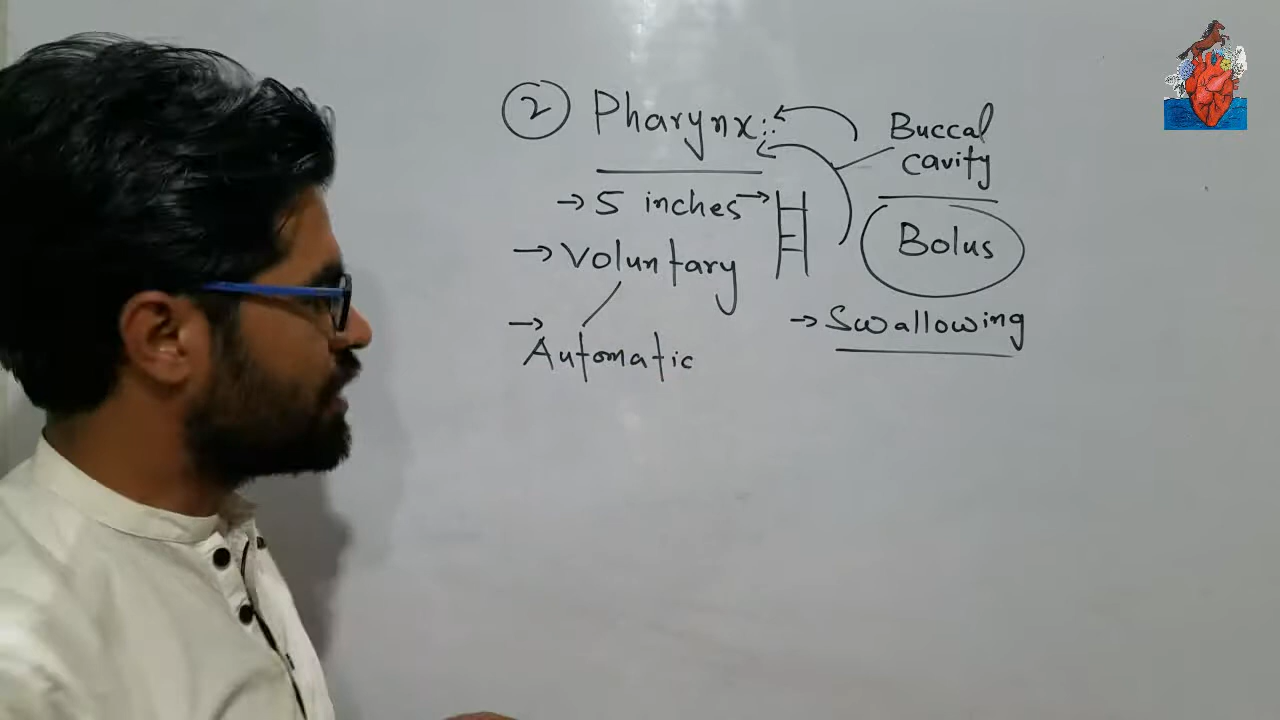 2 Pharynx:
→ 5 inches →
→ Voluntary
→ Automatic
Buccal
cavity
Bolus
→ Swallowing